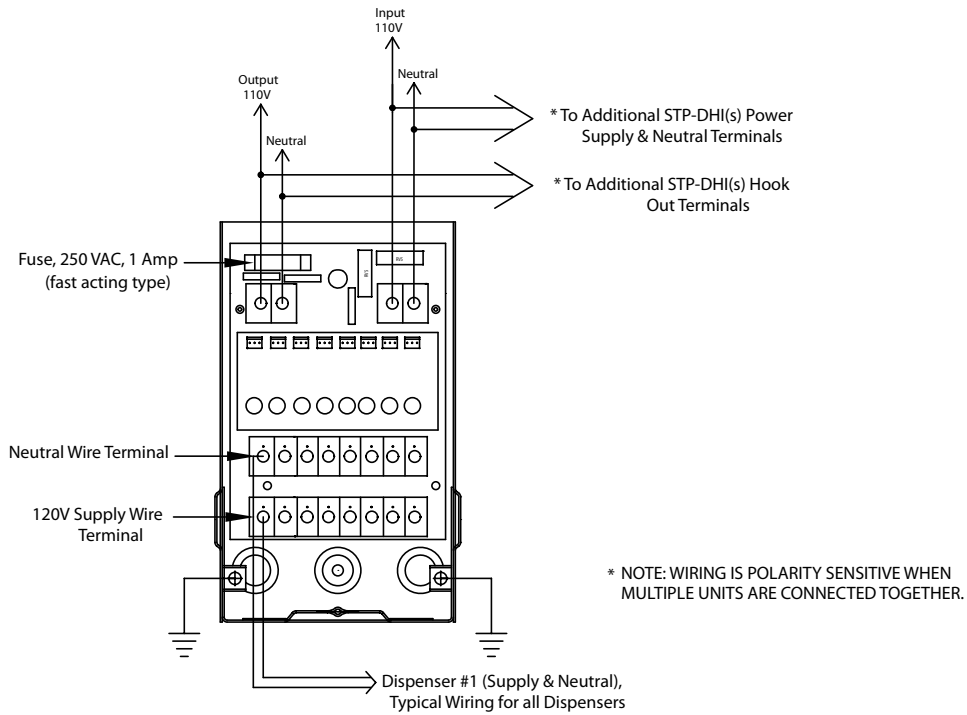 Input
110V
Neutral
Output
110V
Neutral
* To Additional STP-DHI(s) Power
Supply & Neutral Terminals
* To Additional STP-DHI(s) Hook
Out Terminals
Fuse, 250 VAC, 1 Amp
(fast acting type)
Neutral Wire Terminal
120V Supply Wire
Terminal
* NOTE: WIRING IS POLARITY SENSITIVE WHEN
MULTIPLE UNITS ARE CONNECTED TOGETHER.
Dispenser #1 (Supply & Neutral),
Typical Wiring for all Dispensers